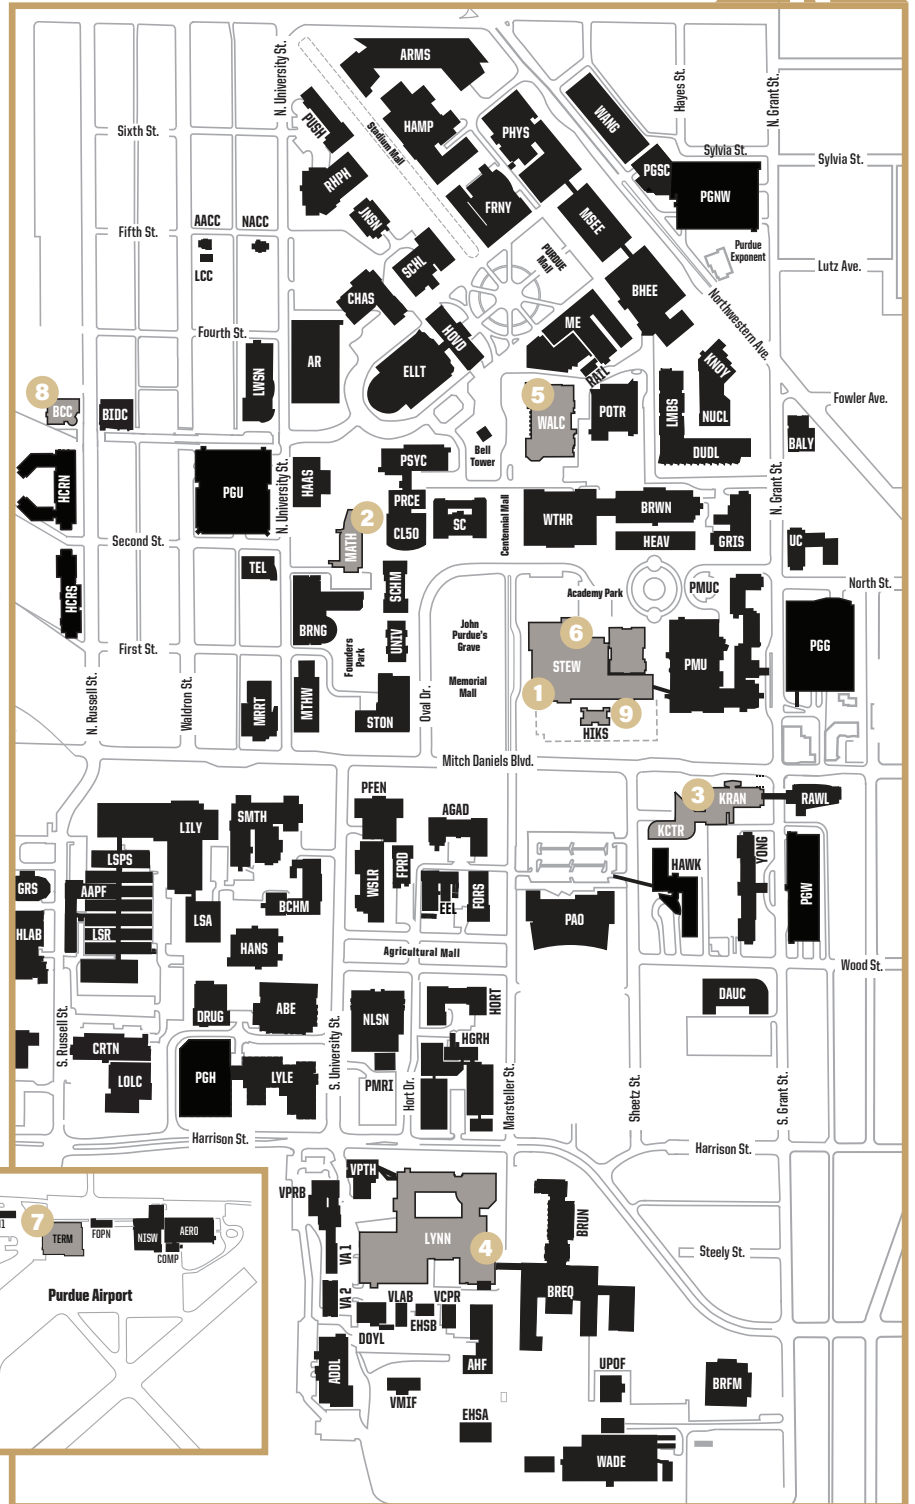 ARMS
N. University St.
Hayes St.
N. Grant St.
WANG
PUSH
HAMP
PHYS
Sixth St.
Stadium Mall
Sylvia St.
Sylvia St.
PGSC
RHPH
PGNW
FRNY
JNSN
MSEE
AACC
NACC
Fifth St.
PURDUE
Mall
Purdue
Exponent
SCHL
LCC
Lutz Ave.
BHEE
CHAS
Northwestern Ave.
ME
Fourth St.
HOVD
AR
KNOY
ELLT
RAIL
LWSN
8
5
Fowler Ave.
BCC
BIDC
WALC
POTR
LMBS
NUCL
BALY
Bell
Tower
DUDL
PSYC
HCRN
PGU
HAAS
N. Russell St.
N. University St.
N. Grant St.
PRCE
2
SC
Centennial Mall
WTHR
BRWN
CL50
MATH
Second St.
HEAV
GRIS
UC
TEL
North St.
SCHM
PMUC
HCRS
Academy Park
BRNG
John
Purdue's
Grave
6
UNIV
First St.
Founders
Park
STEW
PMU
PGG
Memorial
Mall
N. Russell St.
Waldron St.
MRRT
MTHW
Oval Dr.
1
9
STON
HIKS
Mitch Daniels Blvd.
PFEN
3
KRAN
RAWL
SMTH
AGAD
LILY
KCTR
LSPS
HAWK
YONG
WSLR
FPRD
GRS
AAPF
PGW
EEL
FORS
BCHM
LSA
PAO
HLAB
LSR
HANS
Agricultural Mall
Wood St.
DAUC
HORT
DRUG
ABE
NLSN
S. Russell St.
S. University St.
HGRH
CRTN
LOLC
PGH
LYLE
PMRI
Hort Dr.
Marsteller St.
Sheetz St.
S. Grant St.
Harrison St.
Harrison St.
VPTH
VPRB
7
TERM
FOPN
NISW
AERO
COMP
BRUN
LYNN
4
VA 1
Steely St.
Purdue Airport
VA 2
VLAB
VCPR
BREQ
DOYL
EHSB
ADDL
AHF
UPOF
BRFM
VMIF
EHSA
WADE